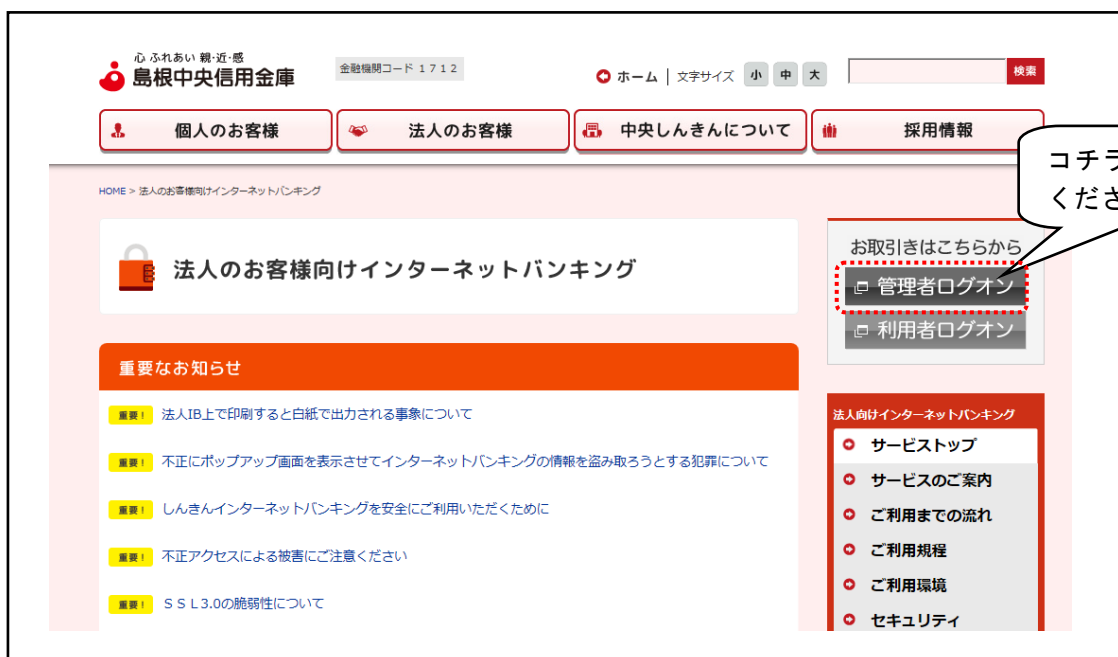 心 ふれあい 親・近・感
島根中央信用金庫
金融機関コード 1712
ホーム | 文字サイズ 小 中 大
検索
個人のお客様
法人のお客様
中央しんきんについて
採用情報
コチラ
くださ
HOME > 法人のお客様向けインターネットバンキング
法人のお客様向けインターネットバンキング
お取引きはこちらから
管理者ログオン
利用者ログオン
重要なお知らせ
重要! 法人IB上で印刷すると白紙で出力される事象について
重要! 不正にポップアップ画面を表示させてインターネットバンキングの情報を盗み取ろうとする犯罪について
重要! しんきんインターネットバンキングを安全にご利用いただくために
重要! 不正アクセスによる被害にご注意ください
重要! ＳＳＬ3.0の脆弱性について
法人向けインターネットバンキング
サービストップ
サービスのご案内
ご利用までの流れ
ご利用規程
ご利用環境
セキュリティ